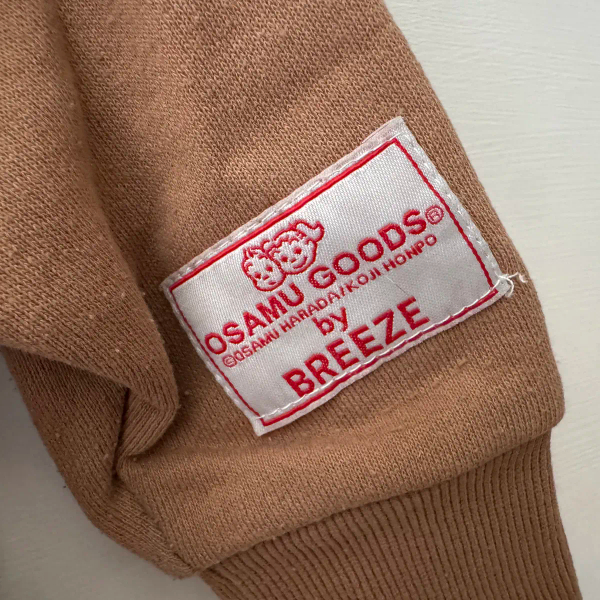 OSAMU GOODS®
©OSAMU HARADA/KOJI HONPO
by
BREEZE